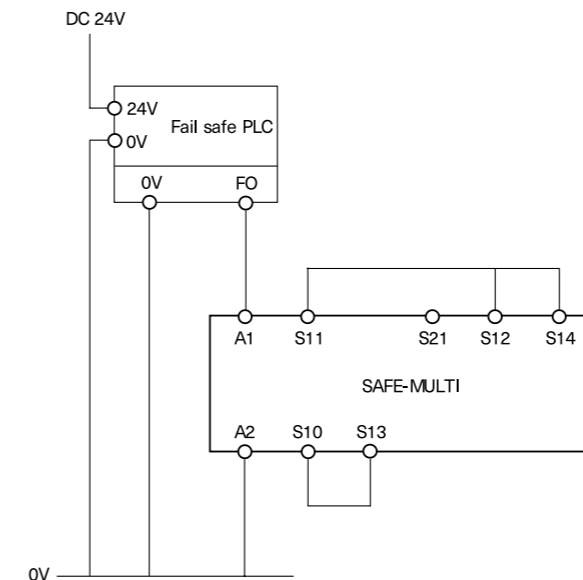 DC 24V
24V
Fail safe PLC
0V
0V FO
A1 S11 S21 S12 S14
SAFE-MULTI
A2 S10 S13
0V